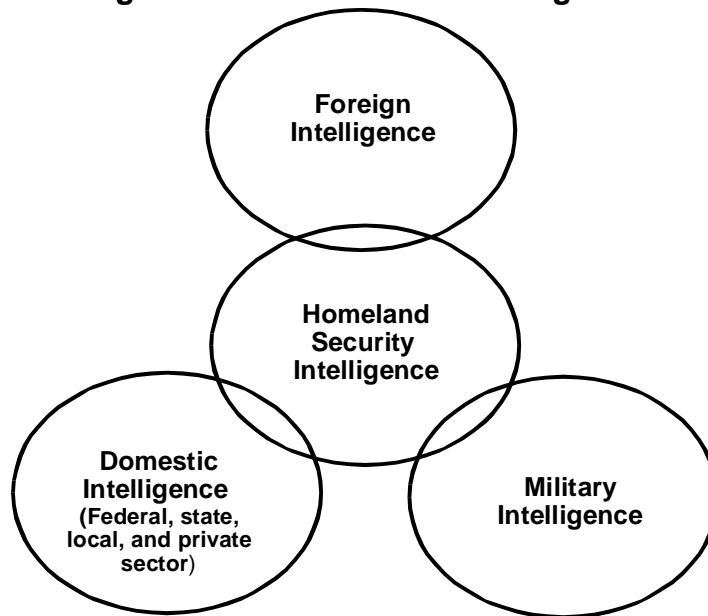 Foreign
Intelligence
Homeland
Security
Intelligence
Domestic
Intelligence
(Federal, state,
local, and private
sector)
Military
Intelligence